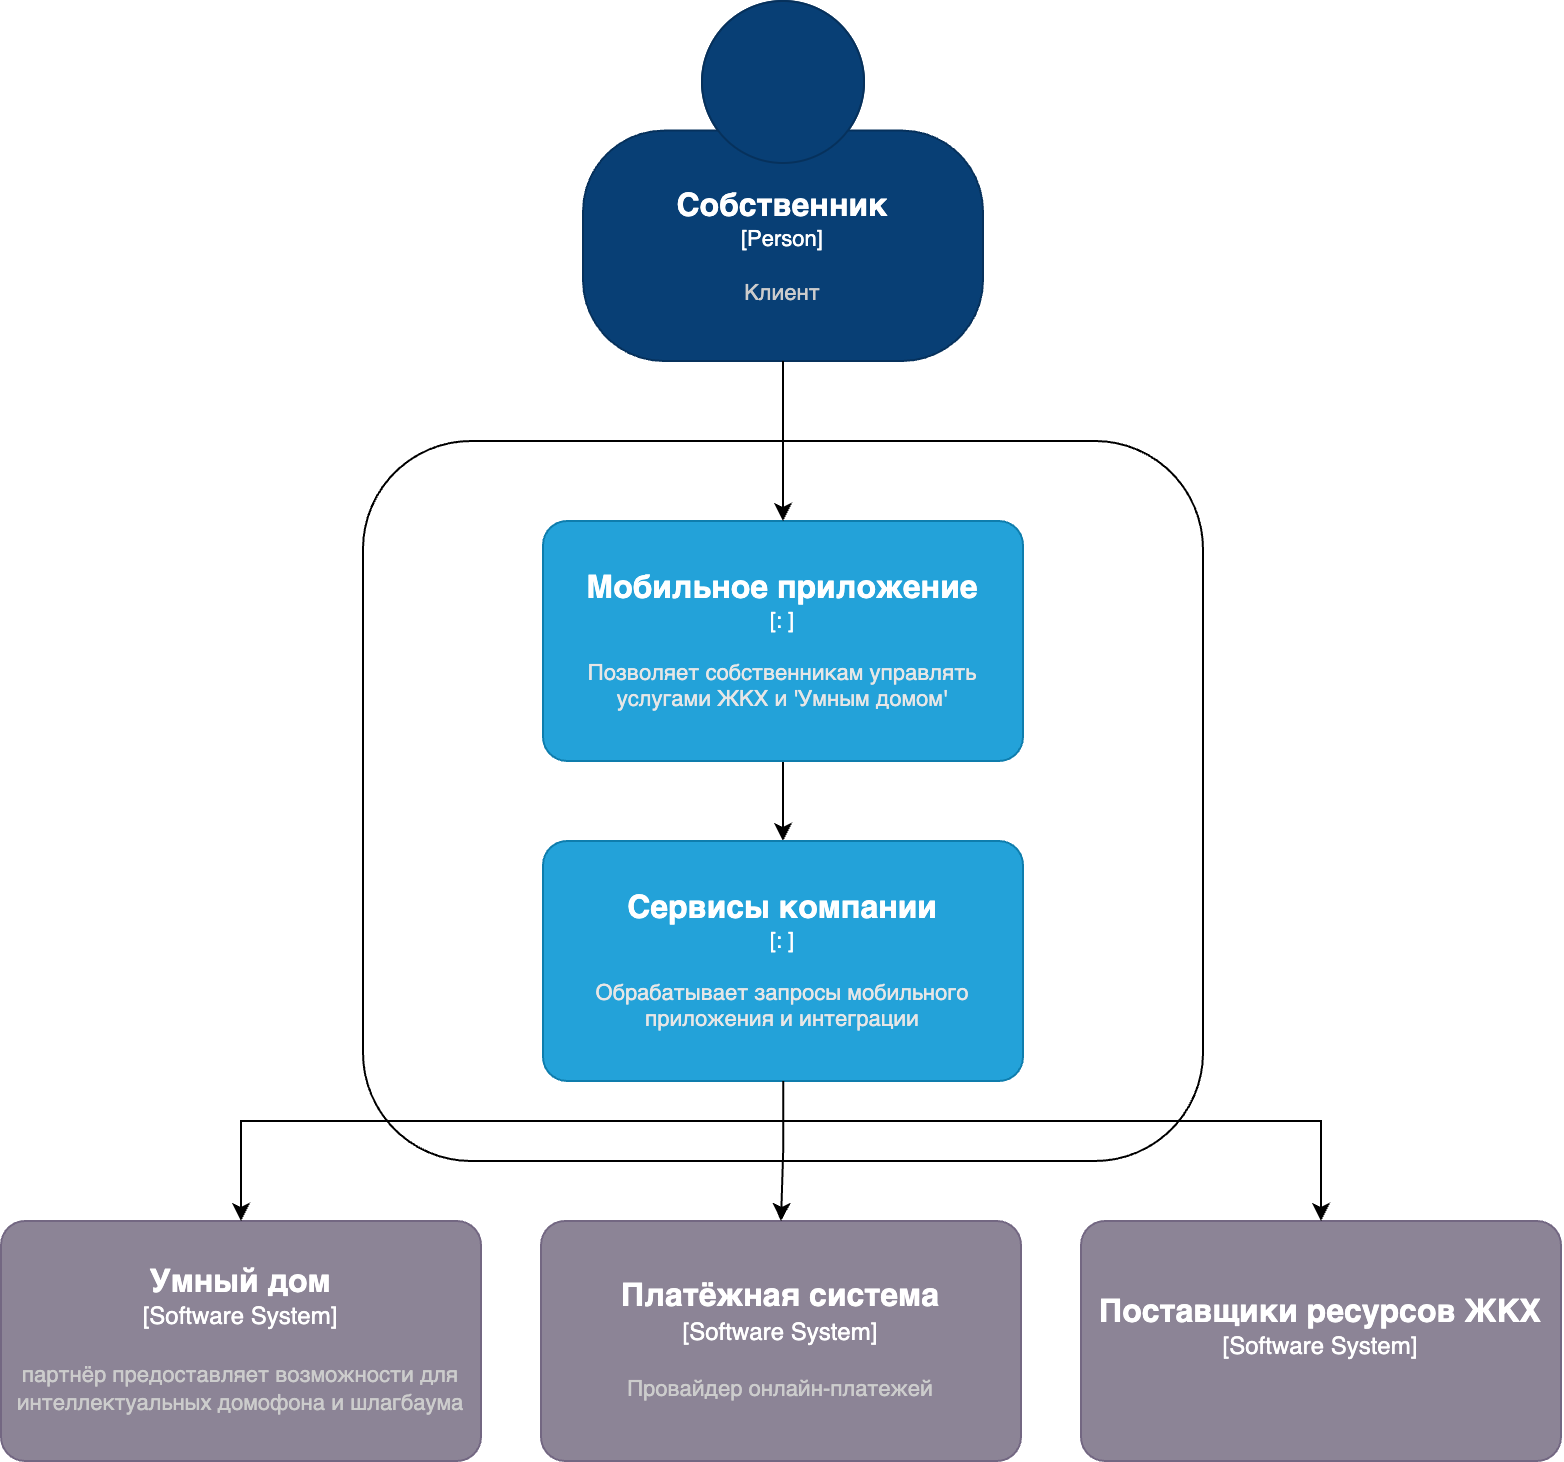 Собственник
[Person]
Клиент
Мобильное приложение
[: ]
Позволяет собственникам управлять
услугами ЖКХ и 'Умным домом'
Сервисы компании
[: ]
Обрабатывает запросы мобильного
приложения и интеграции
Умный дом
[Software System]
партнёр предоставляет возможности для
интеллектуальных домофона и шлагбаума
Платёжная система
[Software System]
Провайдер онлайн-платежей
Поставщики ресурсов ЖКХ
[Software System]